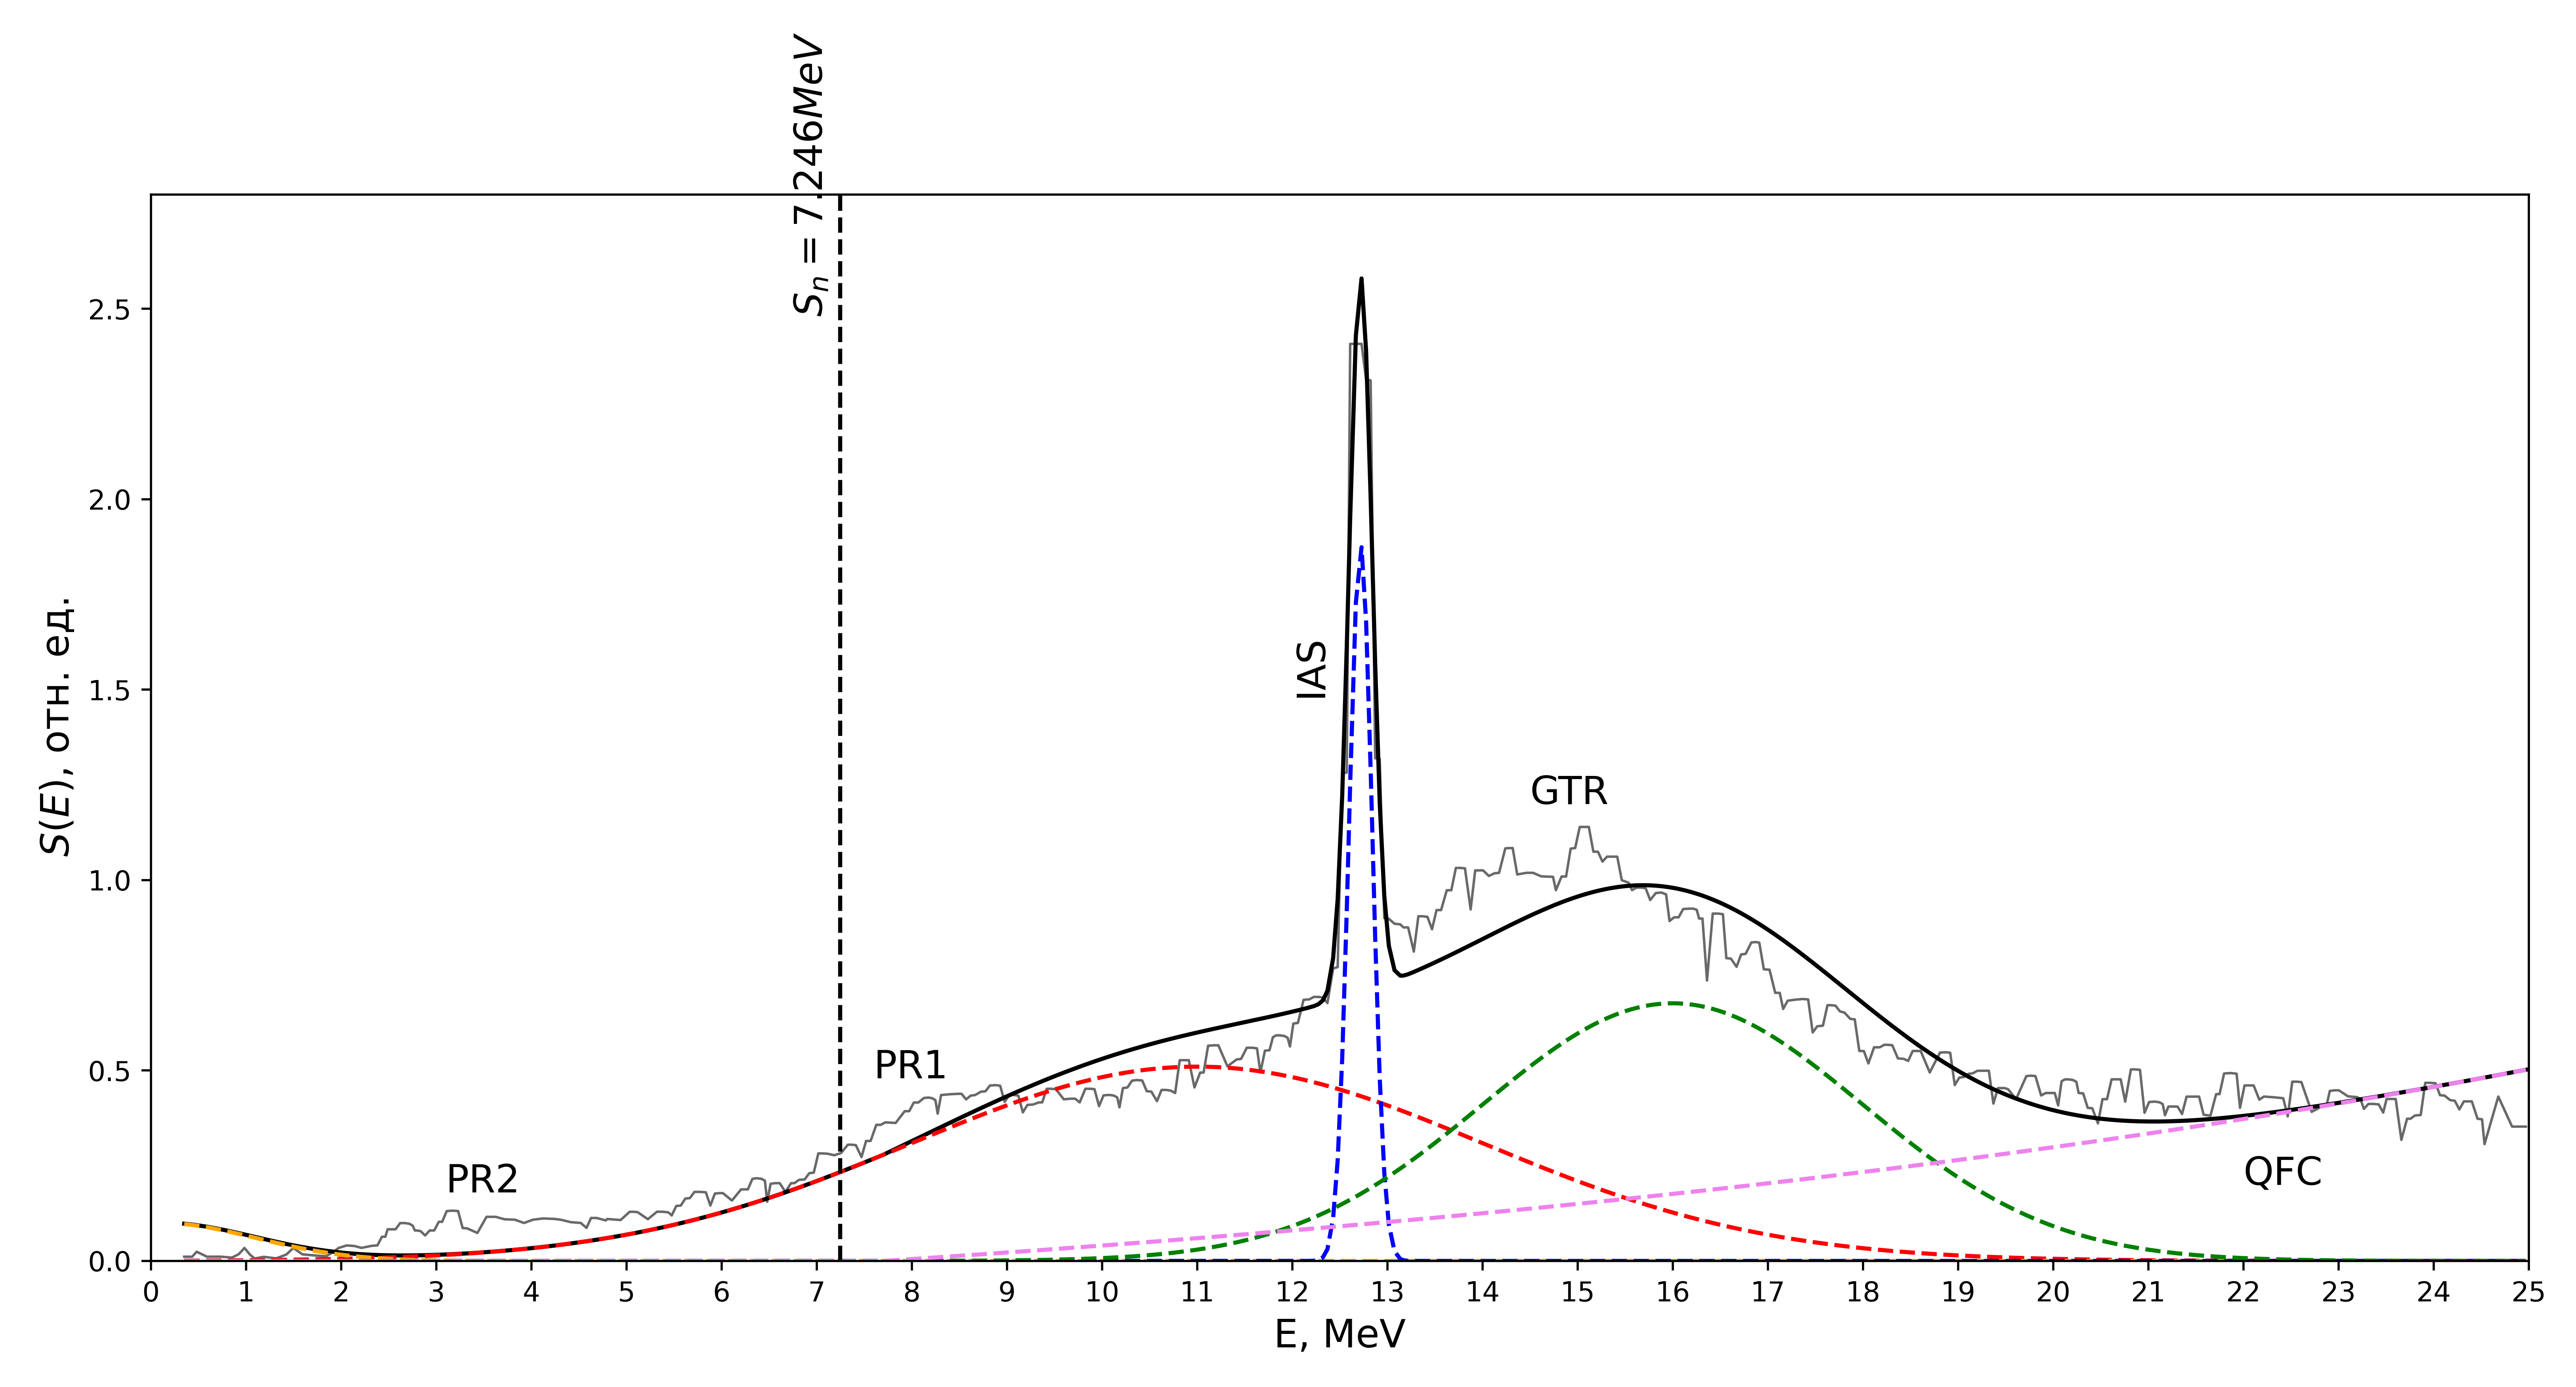 S_n = 7.246MeV
S(E), отн. ед.
2.5
2.0
1.5
1.0
0.5
0.0
IAS
GTR
PR1
PR2
QFC
0 1 2 3 4 5 6 7 8 9 10 11 12 13 14 15 16 17 18 19 20 21 22 23 24 25
E, MeV